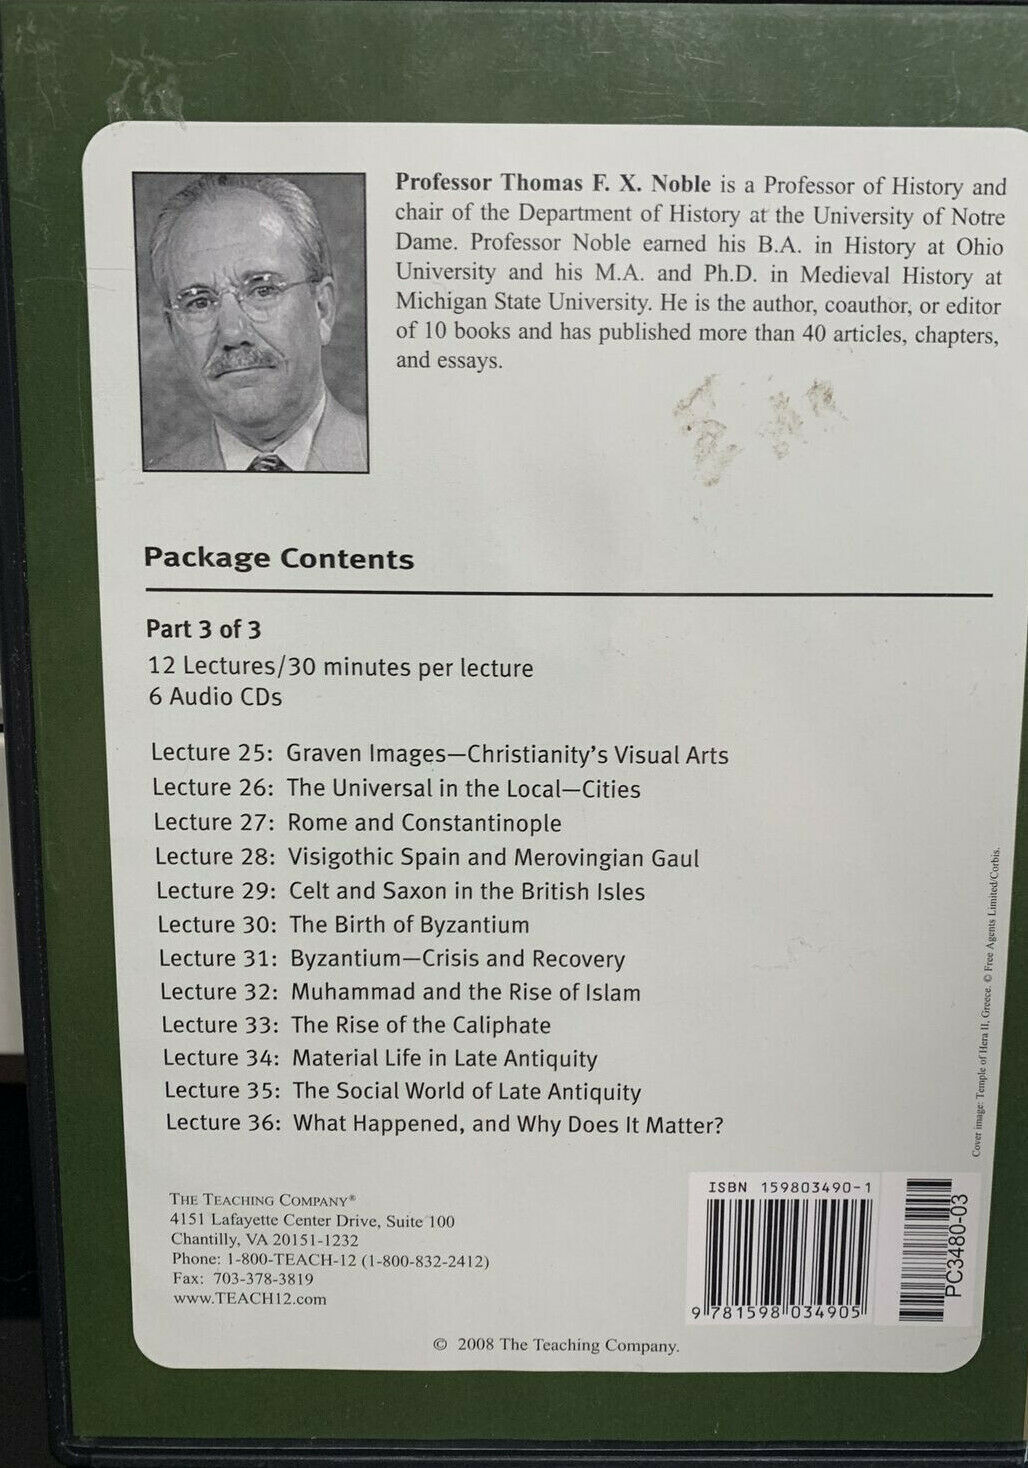 Professor Thomas F. X. Noble is a Professor of History and
chair of the Department of History at the University of Notre
Dame. Professor Noble earned his B.A. in History at Ohio
University and his M.A. and Ph.D. in Medieval History at
Michigan State University. He is the author, coauthor, or editor
of 10 books and has published more than 40 articles, chapters,
and essays.
Package Contents
Part 3 of 3
12 Lectures/30 minutes per lecture
6 Audio CDs
Lecture 25: Graven Images—Christianity's Visual Arts
Lecture 26: The Universal in the Local—Cities
Lecture 27: Rome and Constantinople
Lecture 28: Visigothic Spain and Merovingian Gaul
Lecture 29: Celt and Saxon in the British Isles
Lecture 30: The Birth of Byzantium
Lecture 31: Byzantium—Crisis and Recovery
Lecture 32: Muhammad and the Rise of Islam
Lecture 33: The Rise of the Caliphate
Lecture 34: Material Life in Late Antiquity
Lecture 35: The Social World of Late Antiquity
Lecture 36: What Happened, and Why Does It Matter?
Cover image: Temple of Hera II, Greece. © Free Agents Limited/Corbis.
THE TEACHING COMPANY®
4151 Lafayette Center Drive, Suite 100
Chantilly, VA 20151-1232
Phone: 1-800-TEACH-12 (1-800-832-2412)
Fax: 703-378-3819
www.TEACH12.com
ISBN 159803490-1
9 781598 034905
PC3480-03
© 2008 The Teaching Company.